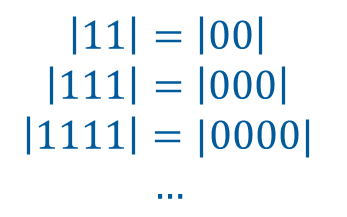 |11| = |00|
|111| = |000|
|1111| = |0000|
...